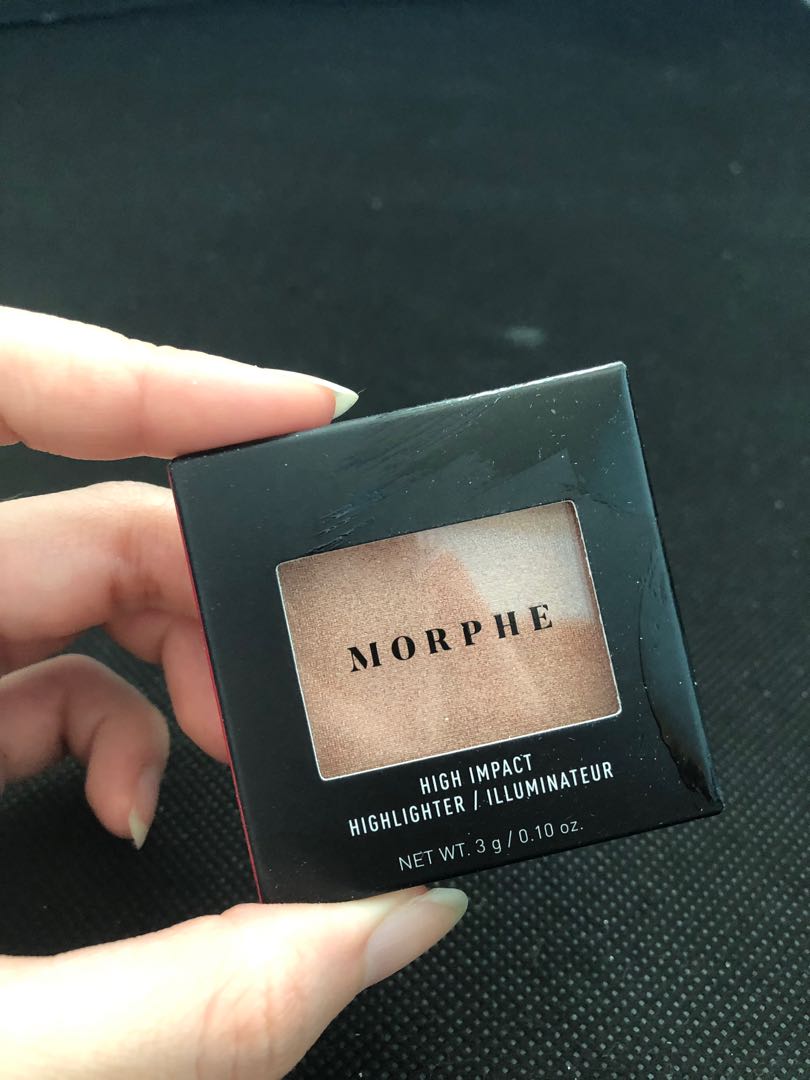 MORPHE
HIGH IMPACT
HIGHLIGHTER / ILLUMINATEUR
NET WT. 3 g / 0.10 oz.